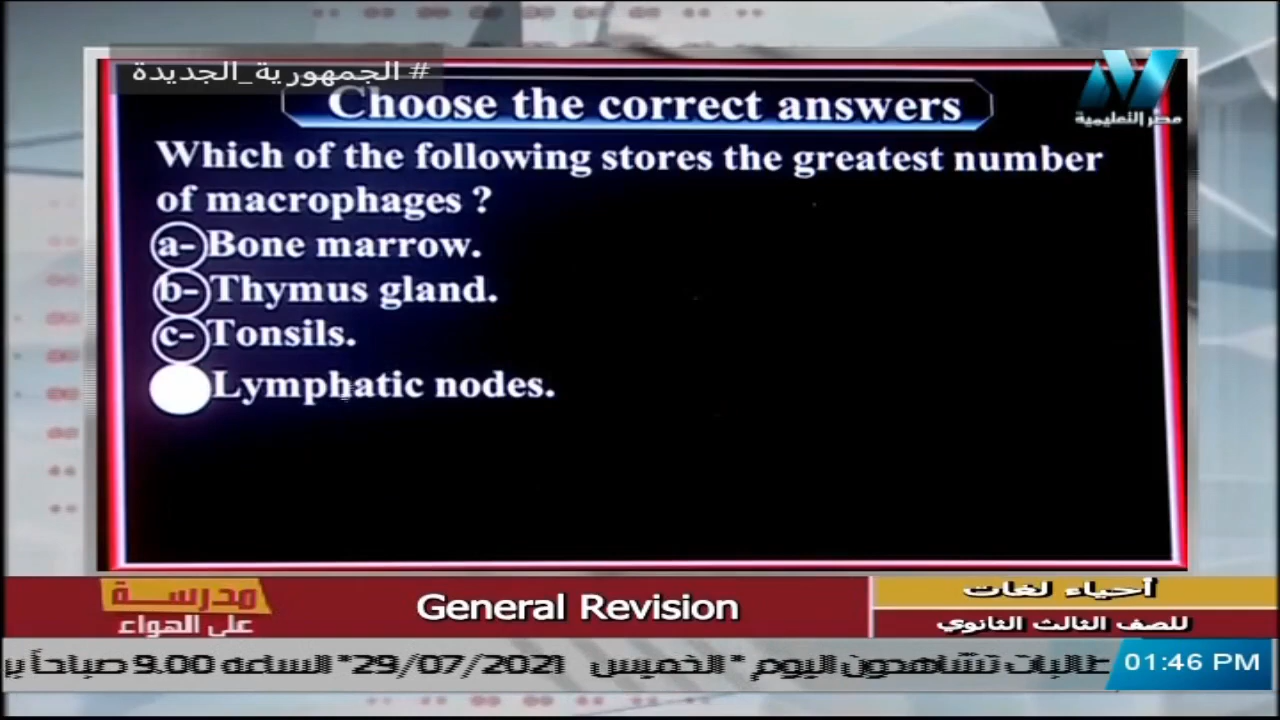 #الجمهورية_الجديدة
مصر التعليمية
Choose the correct answers
Which of the following stores the greatest number
of macrophages ?
a- Bone marrow.
b- Thymus gland.
c- Tonsils.
Lymphatic nodes.
مدرسة
على الهواء
General Revision
أحياء لغات
للصف الثالث الثانوي
طالبات تشاهدون اليوم " الخميس 29/07/2021" الساعه 9.00 صباحاً
01:46 PM